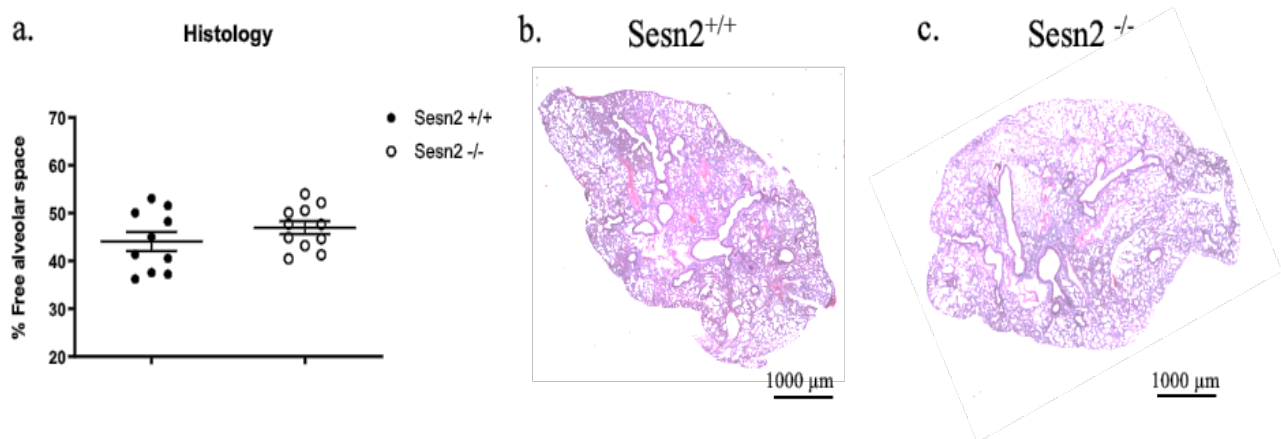 a.
Histology
% Free alveolar space
70
60
50
40
30
20
Sesn2 +/+
Sesn2 -/-
b.
Sesn2+/+
1000 µm
c.
Sesn2 -/-
1000 µm